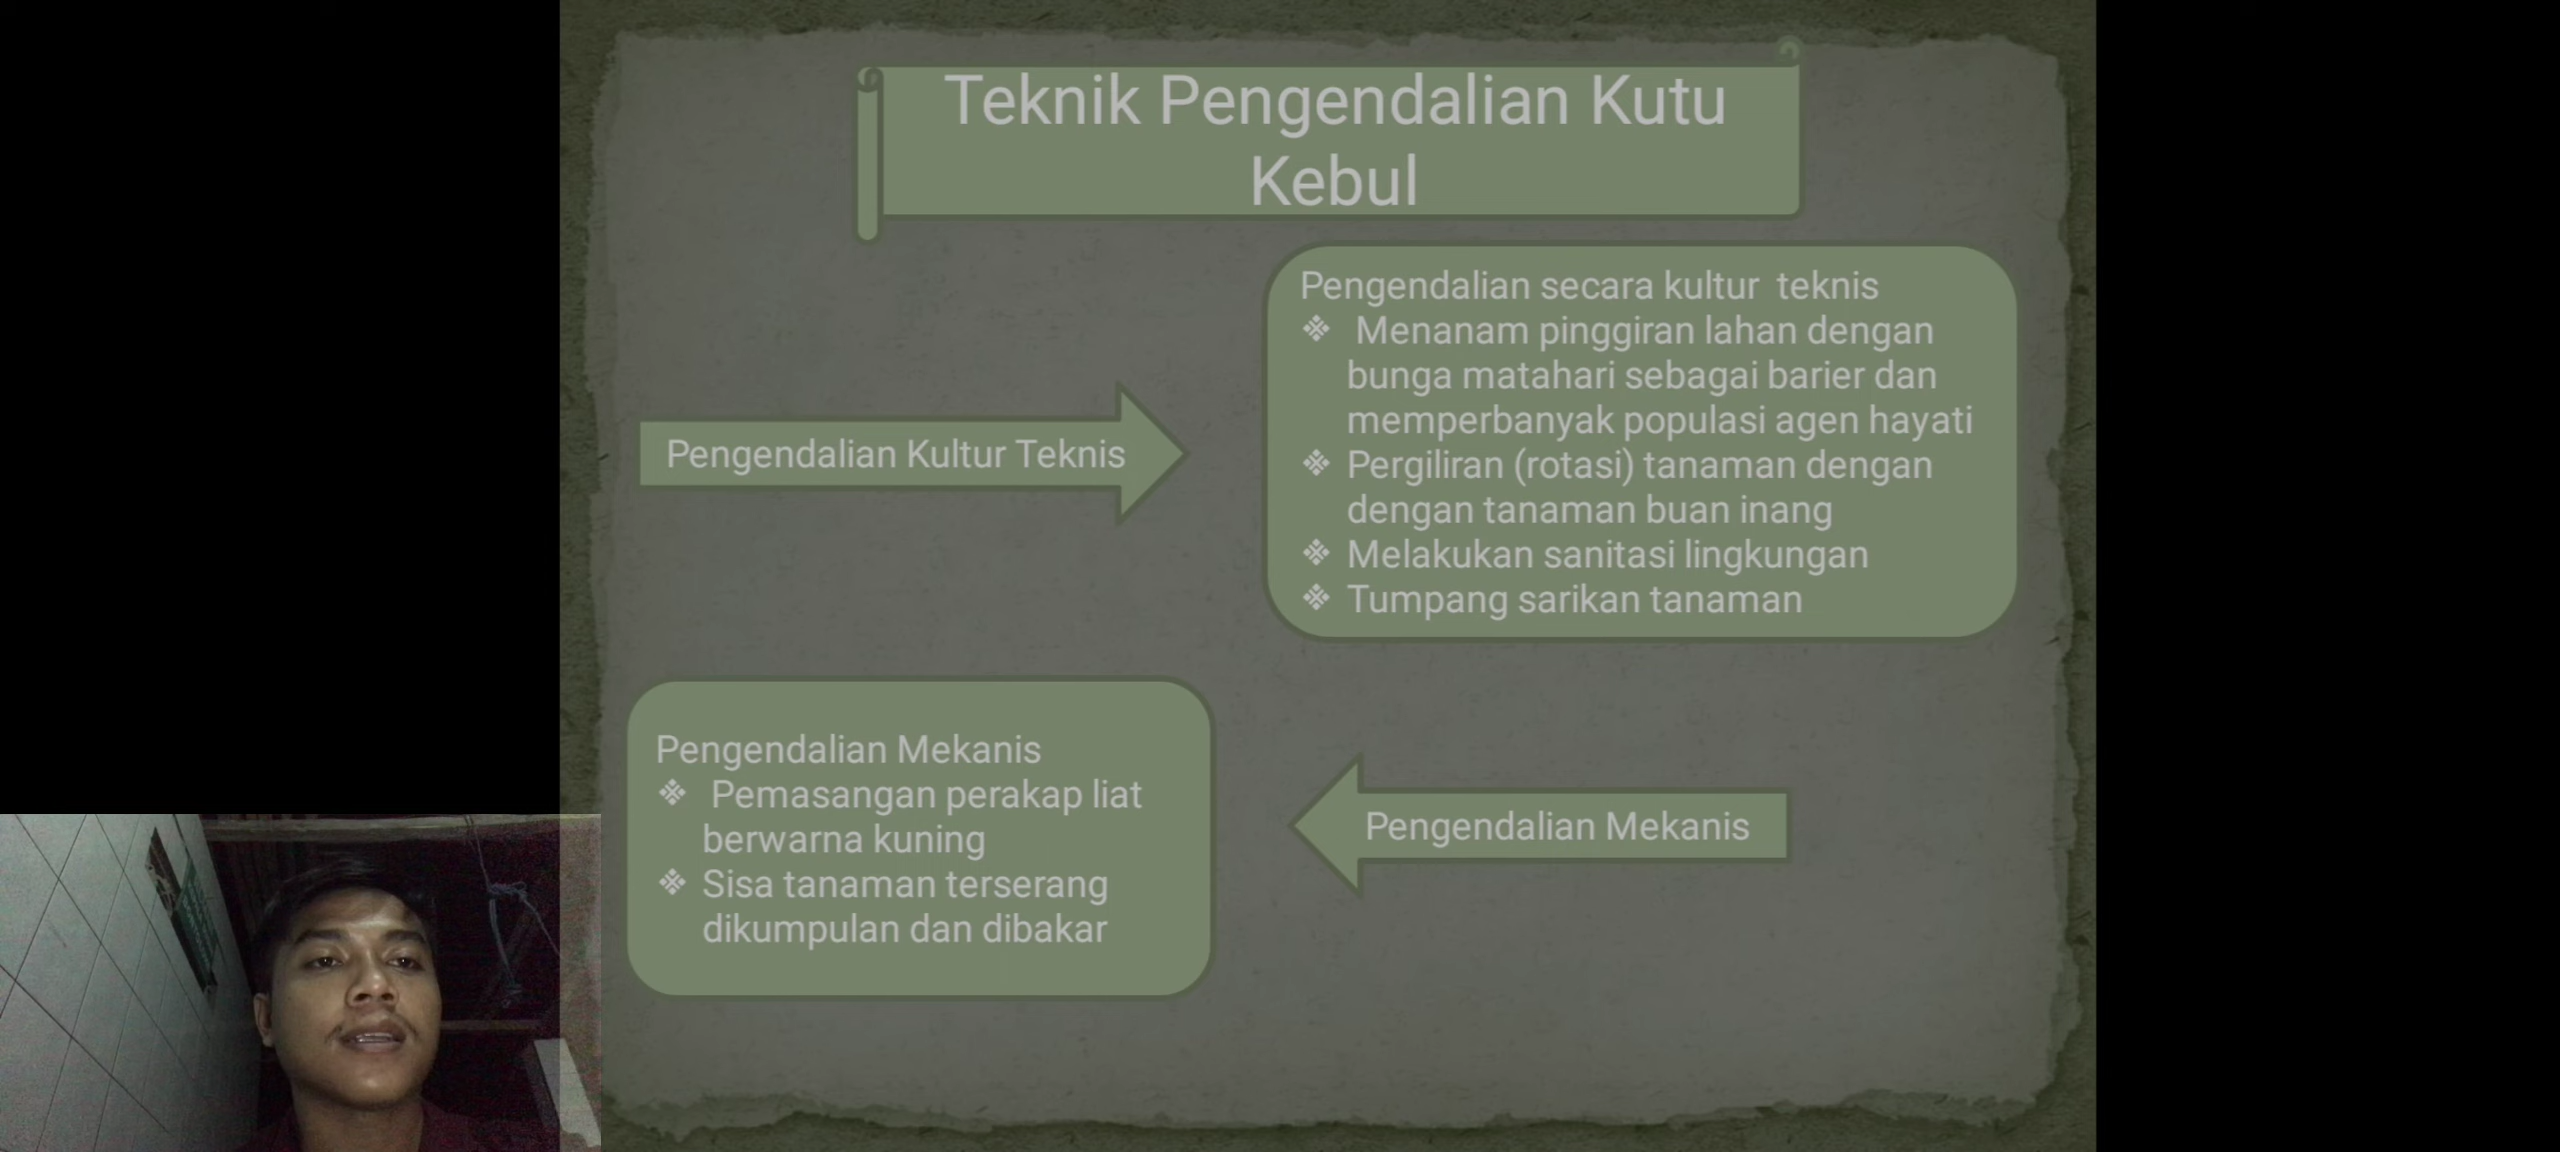 Teknik Pengendalian Kutu
Kebul
Pengendalian Kultur Teknis
Pengendalian secara kultur  teknis
❖ Menanam pinggiran lahan dengan
bunga matahari sebagai barier dan
memperbanyak populasi agen hayati
❖ Pergiliran (rotasi) tanaman dengan
dengan tanaman buan inang
❖ Melakukan sanitasi lingkungan
❖ Tumpang sarikan tanaman
Pengendalian Mekanis
❖ Pemasangan perakap liat
berwarna kuning
❖ Sisa tanaman terserang
dikumpulan dan dibakar
Pengendalian Mekanis